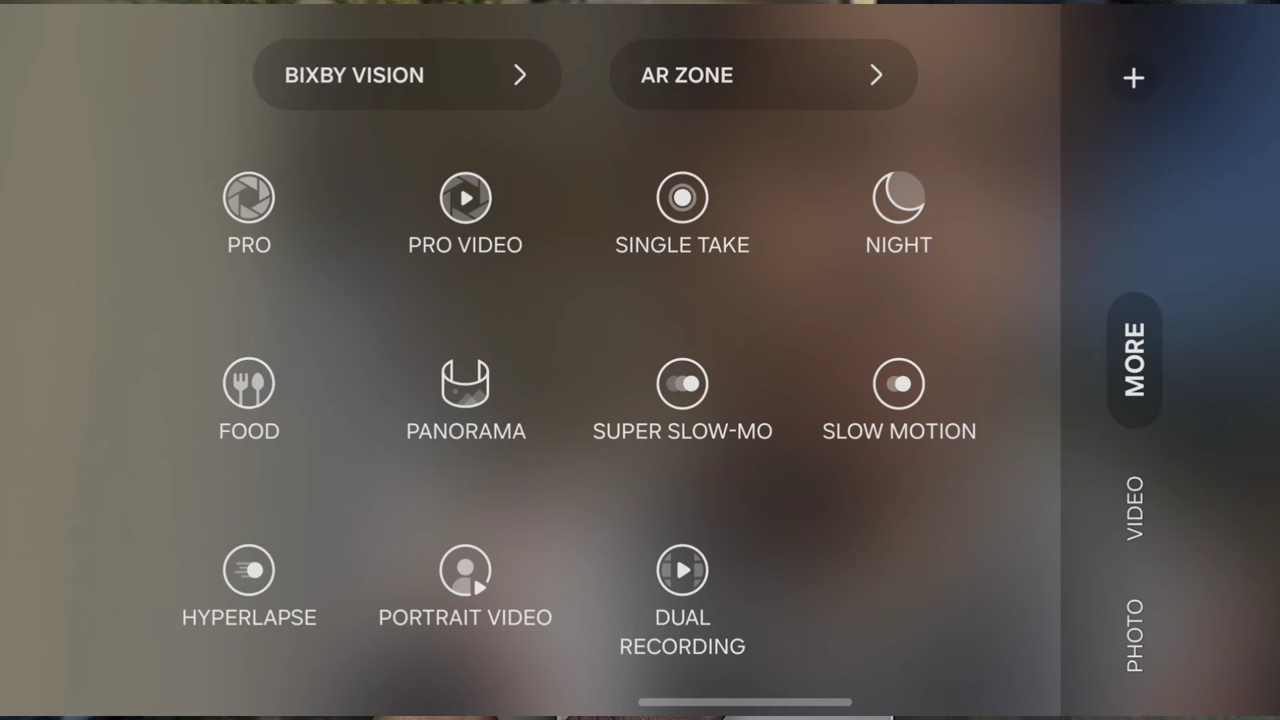 BIXBY VISION
AR ZONE
PRO
PRO VIDEO
SINGLE TAKE
NIGHT
FOOD
PANORAMA
SUPER SLOW-MO
SLOW MOTION
HYPERLAPSE
PORTRAIT VIDEO
DUAL
RECORDING
+
MORE
VIDEO
PHOTO